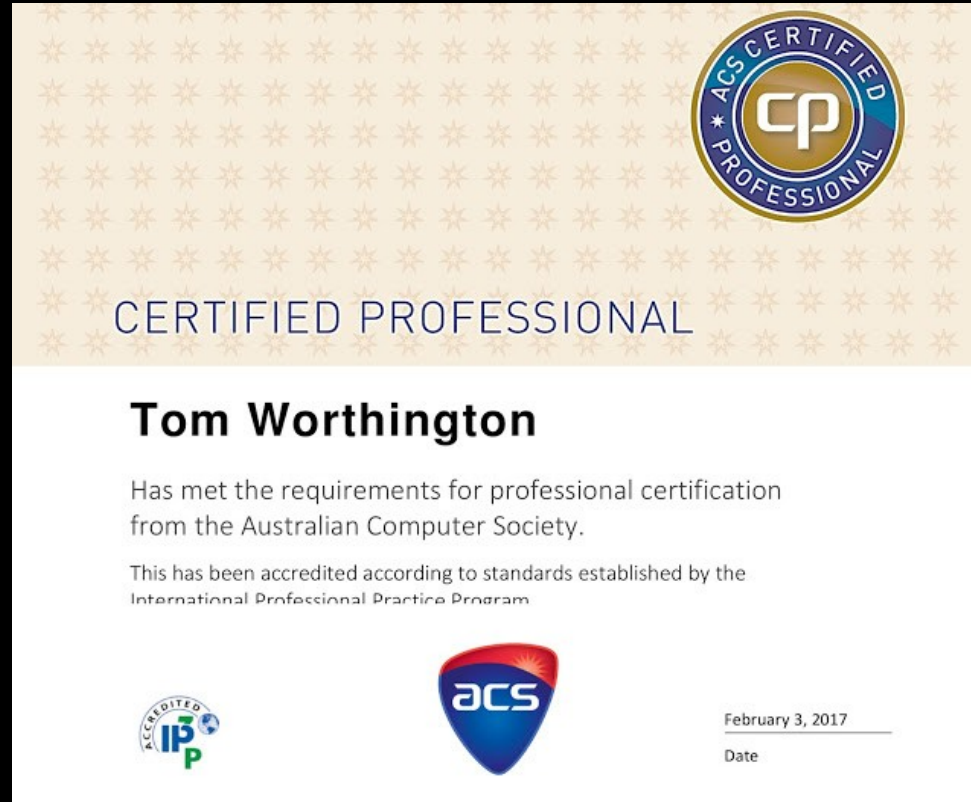 ACS CERTIFIED PROFESSIONAL
cp
CERTIFIED PROFESSIONAL
Tom Worthington
Has met the requirements for professional certification
from the Australian Computer Society.
This has been accredited according to standards established by the
International Professional Practice Program
ACCREDITED
IP3
P
acs
February 3, 2017
Date